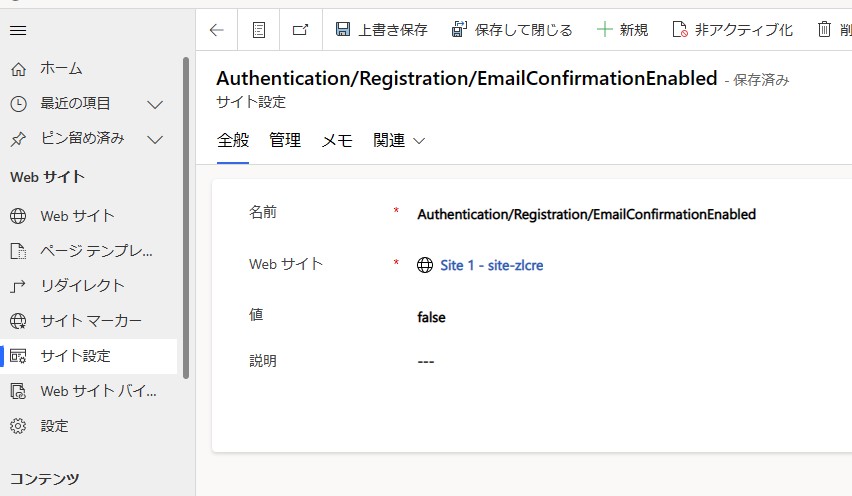 上書き保存 保存して閉じる 新規 非アクティブ化
Authentication/Registration/EmailConfirmationEnabled - 保存済み
サイト設定
全般 管理 メモ 関連
ホーム
最近の項目
ピン留め済み
Web サイト
Web サイト
ページ テンプレ...
リダイレクト
サイト マーカー
サイト設定
Web サイト バイ...
設定
コンテンツ
名前 * Authentication/Registration/EmailConfirmationEnabled
Web サイト * Site 1 - site-zlcre
値 false
説明 ---